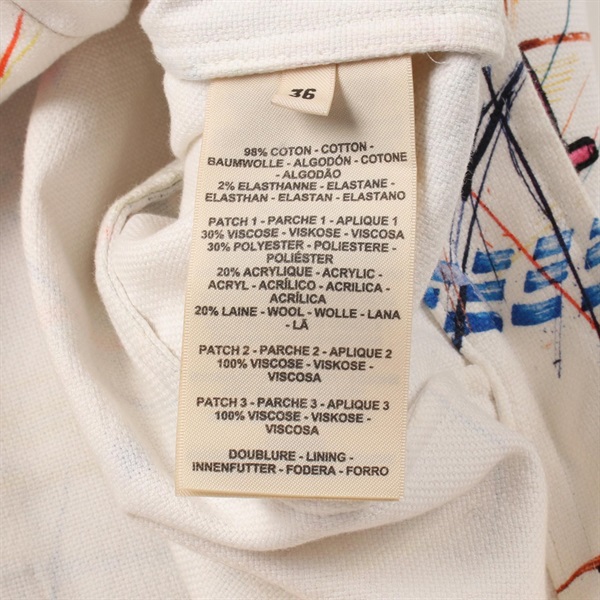 36
98% COTON - COTTON -
BAUMWOLLE - ALGODÓN - COTONE
- ALGODÃO
2% ELASTHANNE - ELASTANE -
ELASTHAN - ELASTAN - ELASTANO
PATCH 1 - PARCHE 1 - APLIQUE 1
30% VISCOSE - VISKOSE - VISCOSA
30% POLYESTER - POLIESTERE -
POLIÉSTER
20% ACRYLIQUE - ACRYLIC -
ACRYL - ACRÍLICO - ACRILICA -
ACRÍLICA
20% LAINE - WOOL - WOLLE - LANA
- LÃ
PATCH 2 - PARCHE 2 - APLIQUE 2
100% VISCOSE - VISKOSE -
VISCOSA
PATCH 3 - PARCHE 3 - APLIQUE 3
100% VISCOSE - VISKOSE -
VISCOSA
DOUBLURE - LINING -
INNENFUTTER - FODERA - FORRO